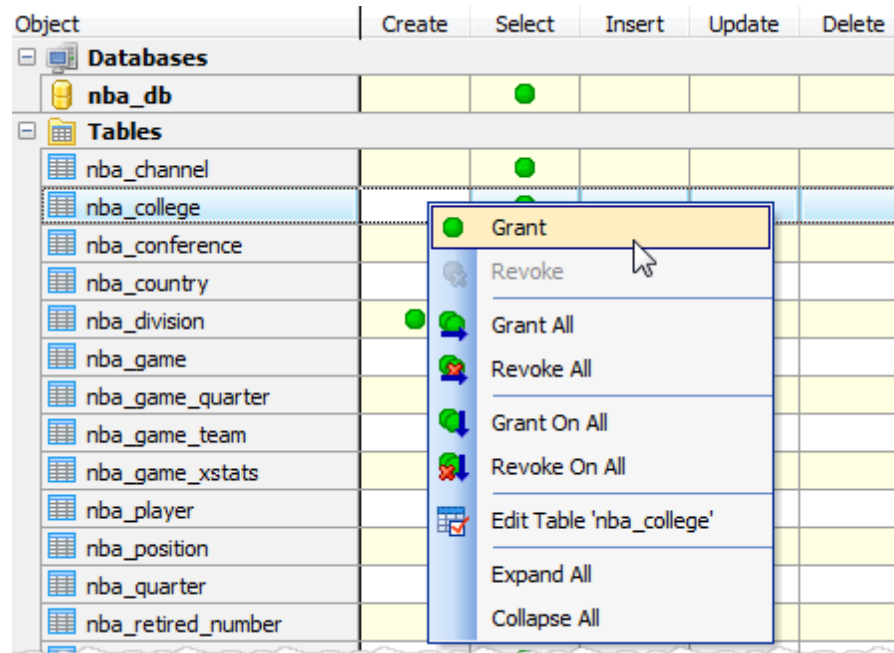 Object Create Select Insert Update Delete
Databases
nba_db
Tables
nba_channel
nba_college
Grant
nba_conference
Revoke
nba_country
nba_division
Grant All
nba_game
Revoke All
nba_game_quarter
Grant On All
nba_game_team
nba_game_xstats
Revoke On All
nba_player
Edit Table 'nba_college'
nba_position
Expand All
nba_quarter
Collapse All
nba_retired_number